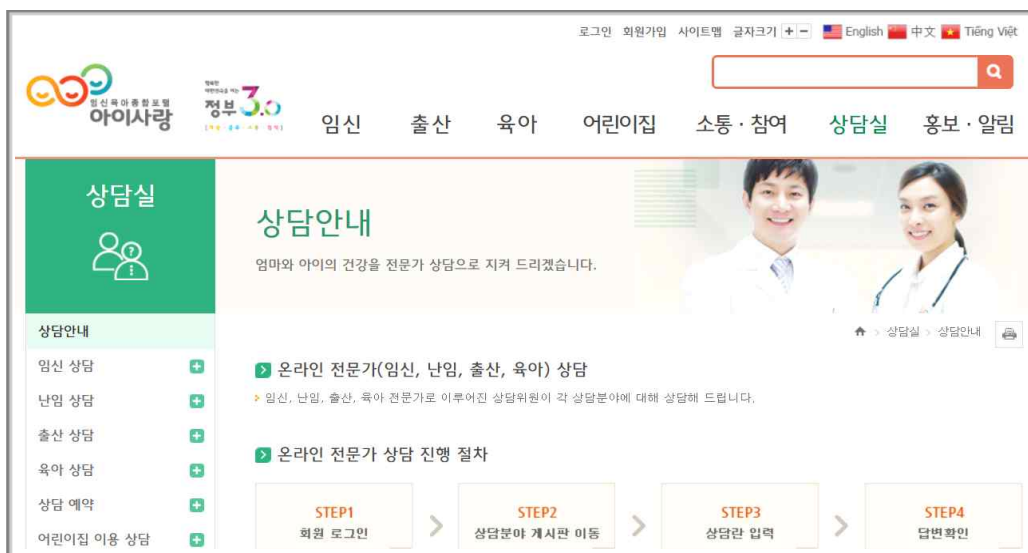 로그인 회원가입 사이트맵 글자크기 + − English 中文 Tiếng Việt
임신육아종합포털
아이사랑
정부3.0
임신 출산 육아 어린이집 소통·참여 상담실 홍보·알림
상담실
상담안내
엄마와 아이의 건강을 전문가 상담으로 지켜 드리겠습니다.
> 상담실 > 상담안내
상담안내
임신 상담
난임 상담
출산 상담
육아 상담
상담 예약
어린이집 이용 상담
온라인 전문가(임신, 난임, 출산, 육아) 상담
임신, 난임, 출산, 육아 전문가로 이루어진 상담위원이 각 상담분야에 대해 상담해 드립니다.
온라인 전문가 상담 진행 절차
STEP1
회원 로그인
STEP2
상담분야 게시판 이동
STEP3
상담란 입력
STEP4
답변확인